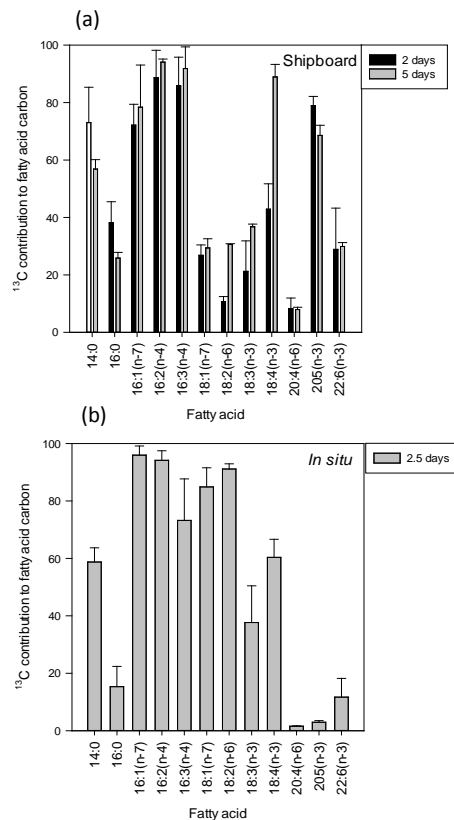 (a)
100
80
60
40
20
0
¹³C contribution to fatty acid carbon
Shipboard
2 days
5 days
14:0
16:0
16:1(n-7)
16:2(n-4)
16:3(n-4)
18:1(n-7)
18:2(n-6)
18:3(n-3)
18:4(n-3)
20:4(n-6)
205(n-3)
22:6(n-3)
Fatty acid
(b)
100
80
60
40
20
0
¹³C contribution to fatty acid carbon
In situ
2.5 days
14:0
16:0
16:1(n-7)
16:2(n-4)
16:3(n-4)
18:1(n-7)
18:2(n-6)
18:3(n-3)
18:4(n-3)
20:4(n-6)
205(n-3)
22:6(n-3)
Fatty acid